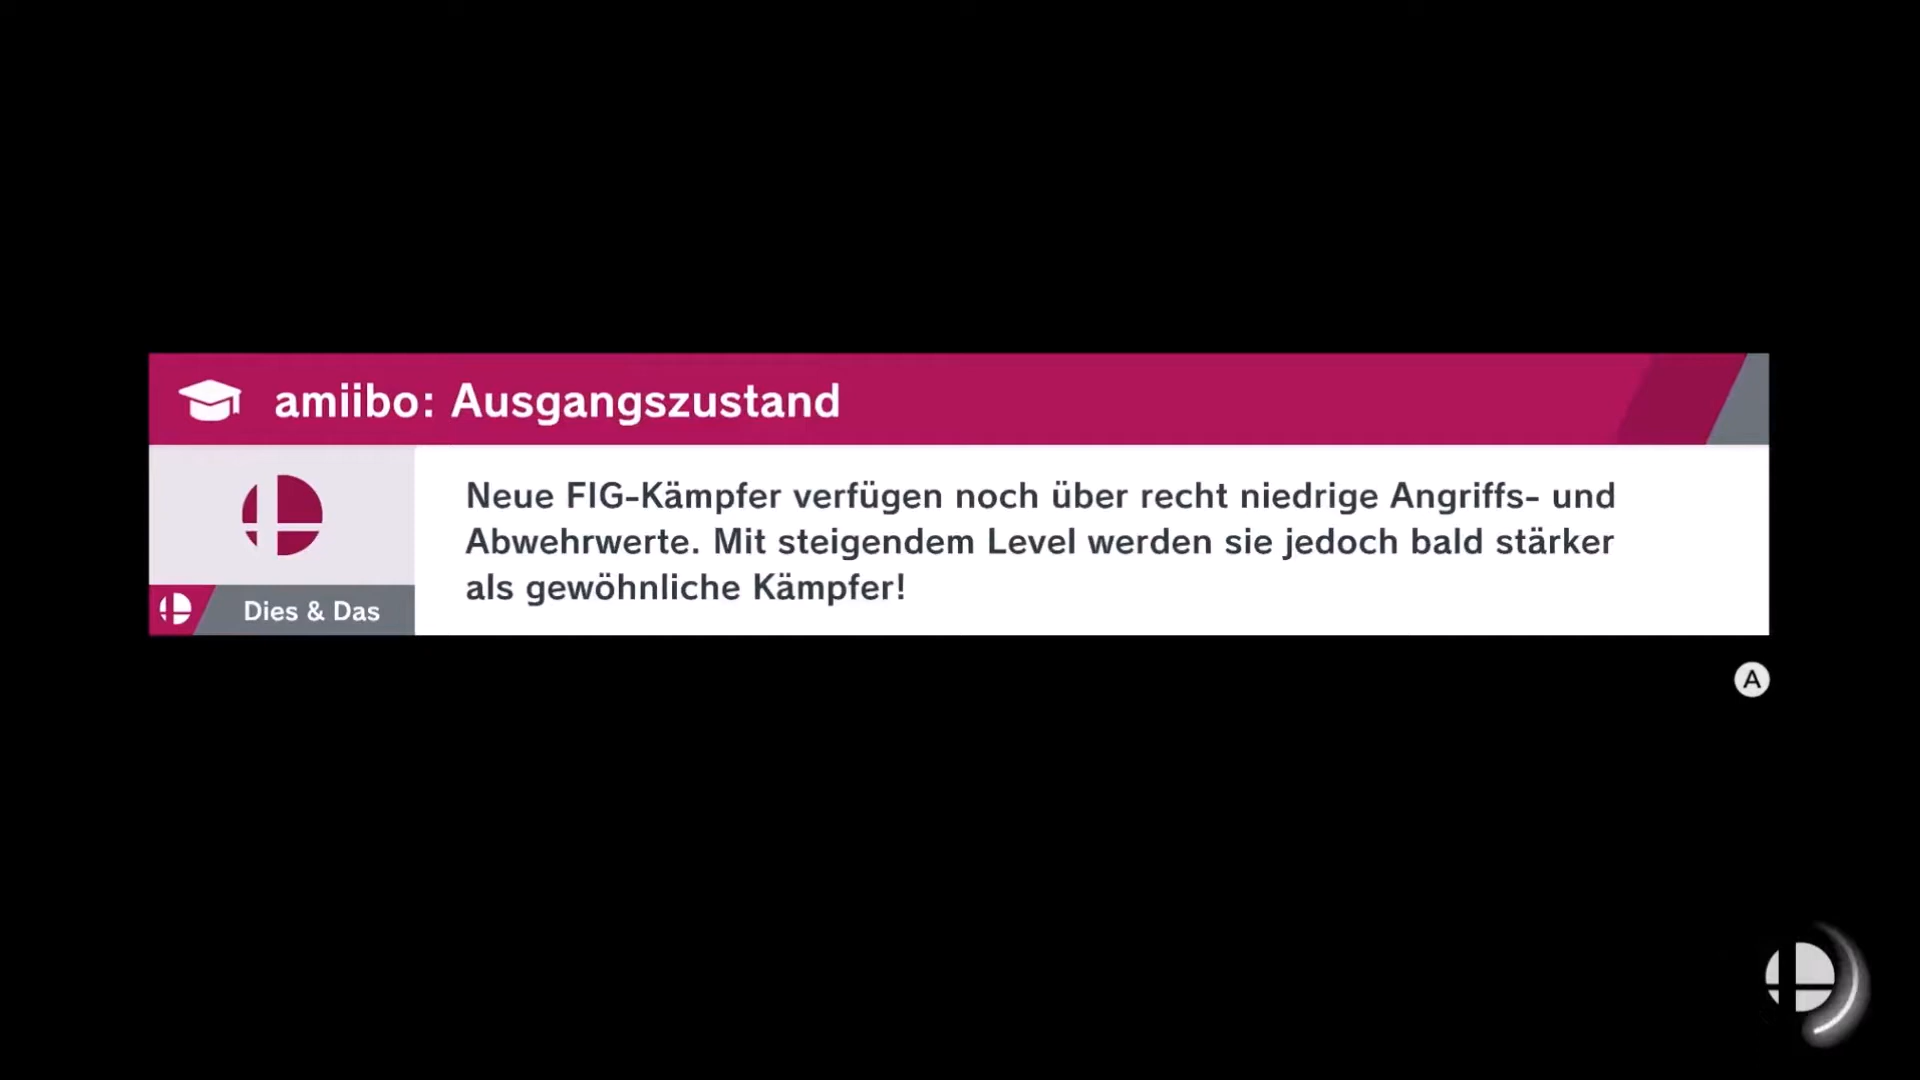 amiibo: Ausgangszustand
Neue FIG-Kämpfer verfügen noch über recht niedrige Angriffs- und
Abwehrwerte. Mit steigendem Level werden sie jedoch bald stärker
als gewöhnliche Kämpfer!
Dies & Das
A